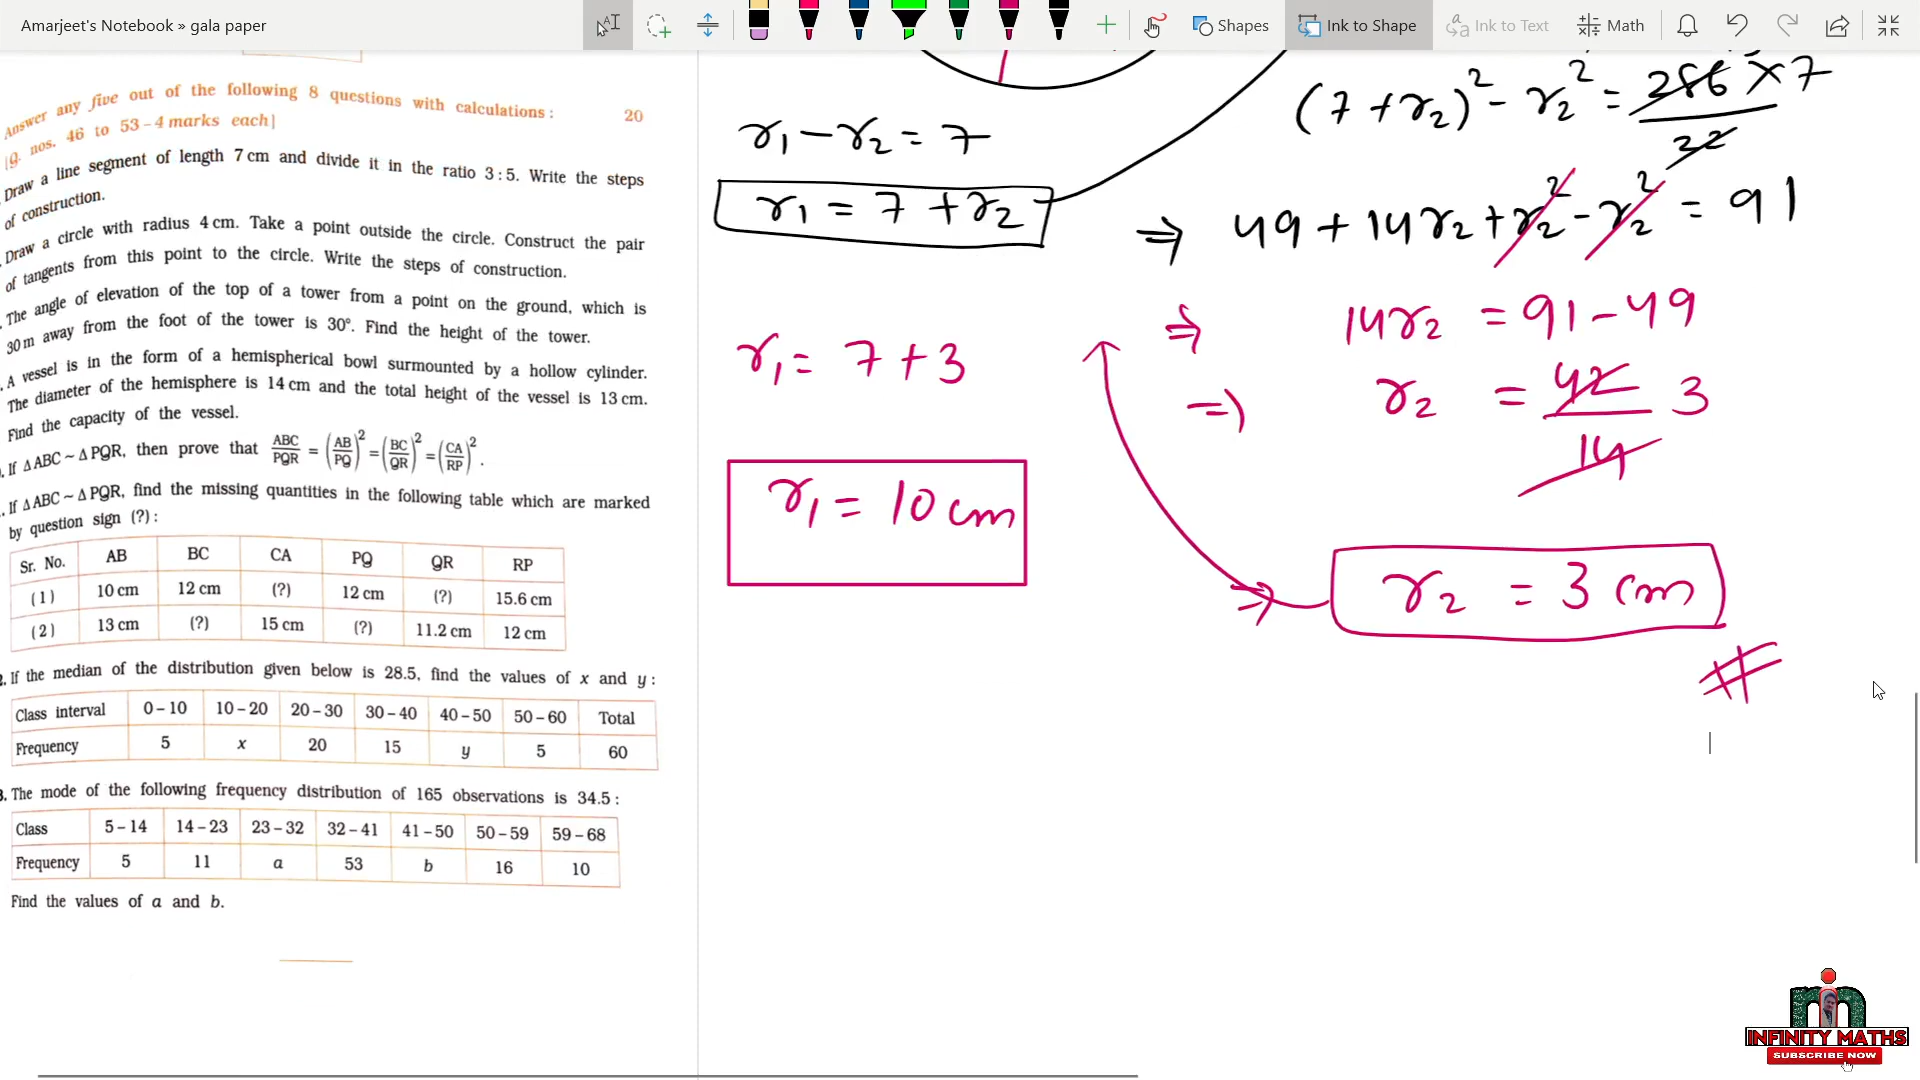 Amarjeet's Notebook » gala paper
Shapes
Ink to Shape
Ink to Text
Math
Answer any five out of the following 8 questions with calculations : 20
[Q. nos. 46 to 53 – 4 marks each]
Draw a line segment of length 7 cm and divide it in the ratio 3 : 5. Write the steps
of construction.
Draw a circle with radius 4 cm. Take a point outside the circle. Construct the pair
of tangents from this point to the circle. Write the steps of construction.
The angle of elevation of the top of a tower from a point on the ground, which is
30 m away from the foot of the tower is 30°. Find the height of the tower.
A vessel is in the form of a hemispherical bowl surmounted by a hollow cylinder.
The diameter of the hemisphere is 14 cm and the total height of the vessel is 13 cm.
Find the capacity of the vessel.
. If ΔABC ~ ΔPQR, then prove that ABC/PQR = (AB/PQ)² = (BC/QR)² = (CA/RP)² .
. If ΔABC ~ ΔPQR, find the missing quantities in the following table which are marked
by question sign (?) :
Sr. No. AB BC CA PQ QR RP
(1) 10 cm 12 cm (?) 12 cm (?) 15.6 cm
(2) 13 cm (?) 15 cm (?) 11.2 cm 12 cm
. If the median of the distribution given below is 28.5, find the values of x and y :
Class interval 0 – 10 10 – 20 20 – 30 30 – 40 40 – 50 50 – 60 Total
Frequency 5 x 20 15 y 5 60
3. The mode of the following frequency distribution of 165 observations is 34.5 :
Class 5 – 14 14 – 23 23 – 32 32 – 41 41 – 50 50 – 59 59 – 68
Frequency 5 11 a 53 b 16 10
Find the values of a and b.
r₁ – r₂ = 7
r₁ = 7 + r₂
r₁ = 7 + 3
r₁ = 10 cm
(7 + r₂)² – r₂² = 286 × 7 / 22
⇒ 49 + 14r₂ + r₂² – r₂² = 91
⇒ 14r₂ = 91 – 49
⇒ r₂ = 42/14 3
⇒ r₂ = 3 cm
INFINITY MATHS
SUBSCRIBE NOW